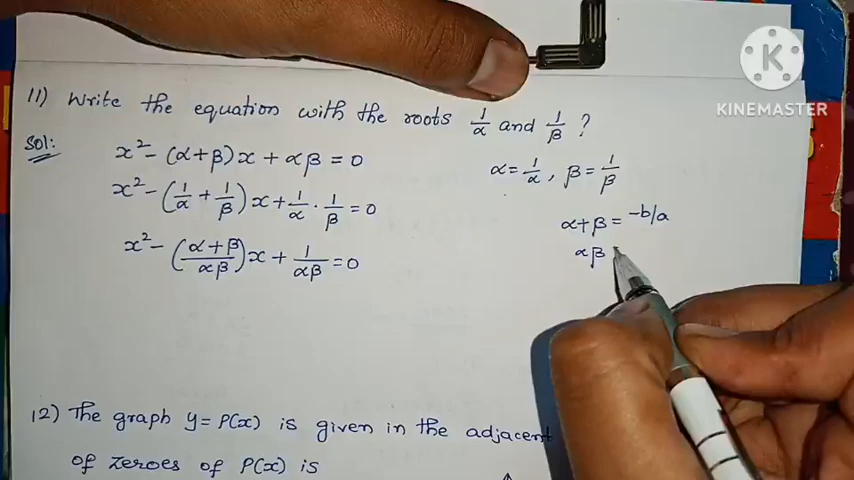 11) Write the equation with the roots 1/α and 1/β ?
Sol:
x² - (α+β)x + αβ = 0
α = 1/α , β = 1/β
x² - (1/α + 1/β)x + 1/α · 1/β = 0
α+β = -b/a
x² - ((α+β)/αβ)x + 1/αβ = 0
αβ
12) The graph y = P(x) is given in the adjacent
of zeroes of P(x) is
K
KINEMASTER